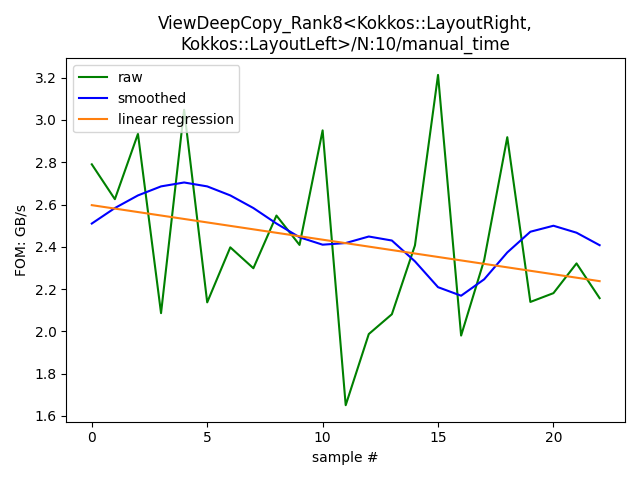 ViewDeepCopy_Rank8<Kokkos::LayoutRight,
Kokkos::LayoutLeft>/N:10/manual_time
raw
smoothed
linear regression
FOM: GB/s
3.2
3.0
2.8
2.6
2.4
2.2
2.0
1.8
1.6
0
5
10
15
20
sample #